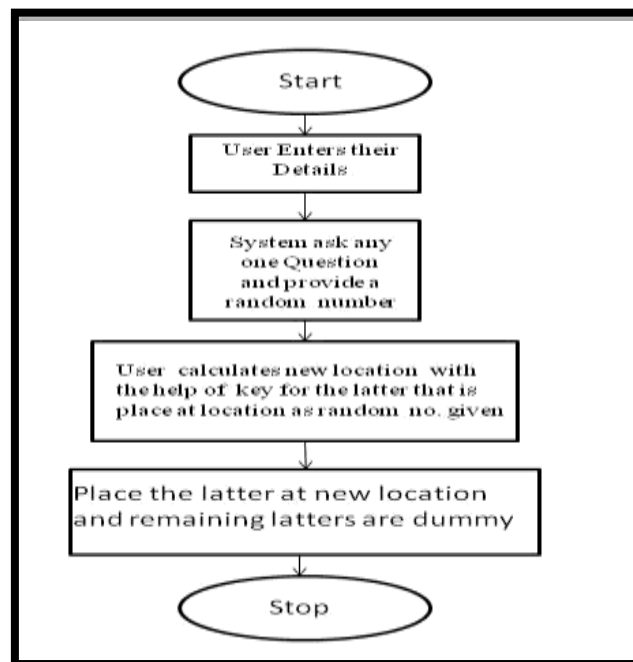 Start
User Enters their
Details
System ask any
one Question
and provide a
random number
User calculates new location with
the help of key for the latter that is
place at location as random no. given
Place the latter at new location
and remaining latters are dummy
Stop